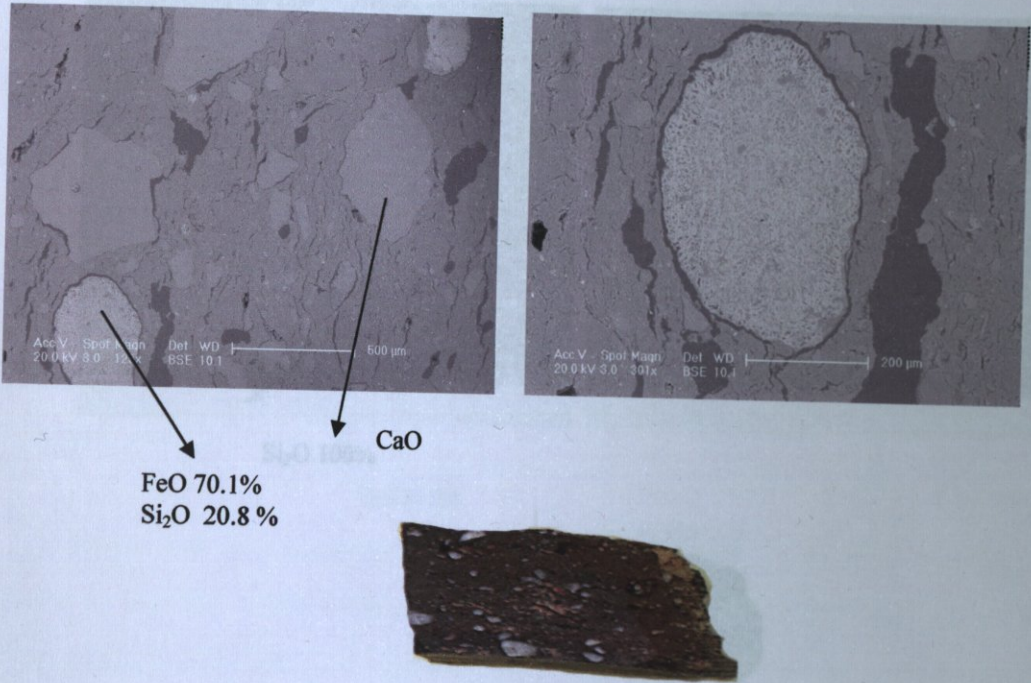 Acc.V Spot Magn Det WD
20.0 kV 3.0 BSE 10.1 500 µm
Acc.V Spot Magn Det WD
20.0 kV 3.0 391x BSE 10.1 200 µm
CaO
FeO 70.1%
Si₂O 20.8 %
Si₂O 100%